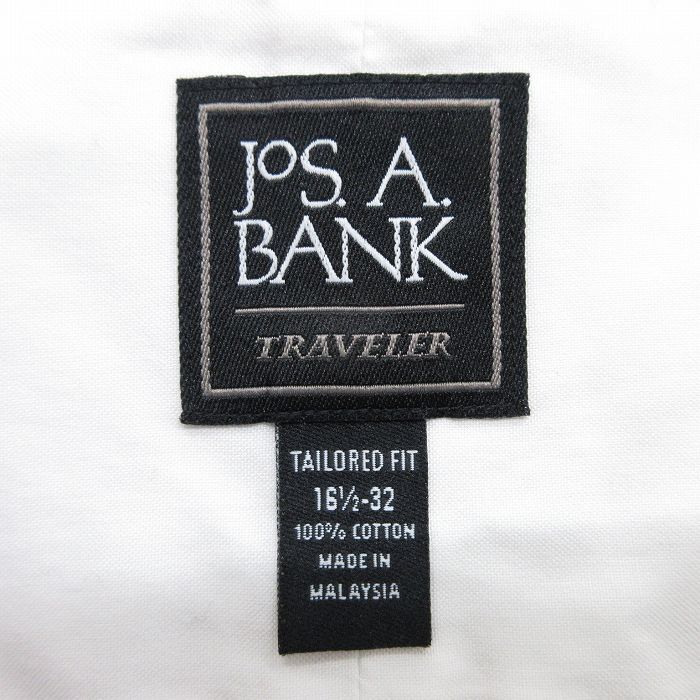 JoS. A.
BANK
TRAVELER
TAILORED FIT
16½-32
100% COTTON
MADE IN
MALAYSIA